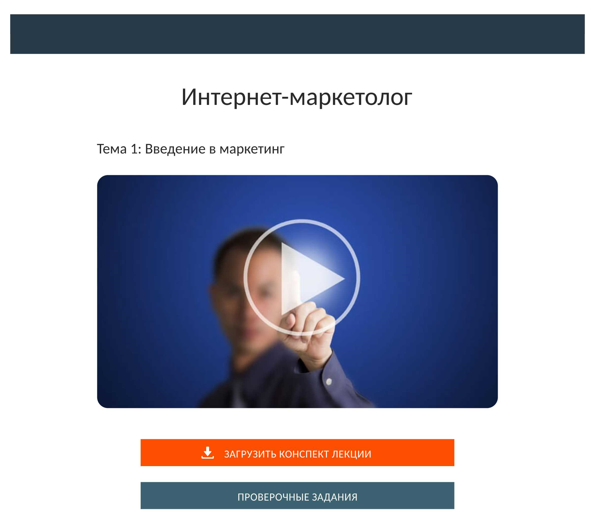 Интернет-маркетолог
Тема 1: Введение в маркетинг
ЗАГРУЗИТЬ КОНСПЕКТ ЛЕКЦИИ
ПРОВЕРОЧНЫЕ ЗАДАНИЯ